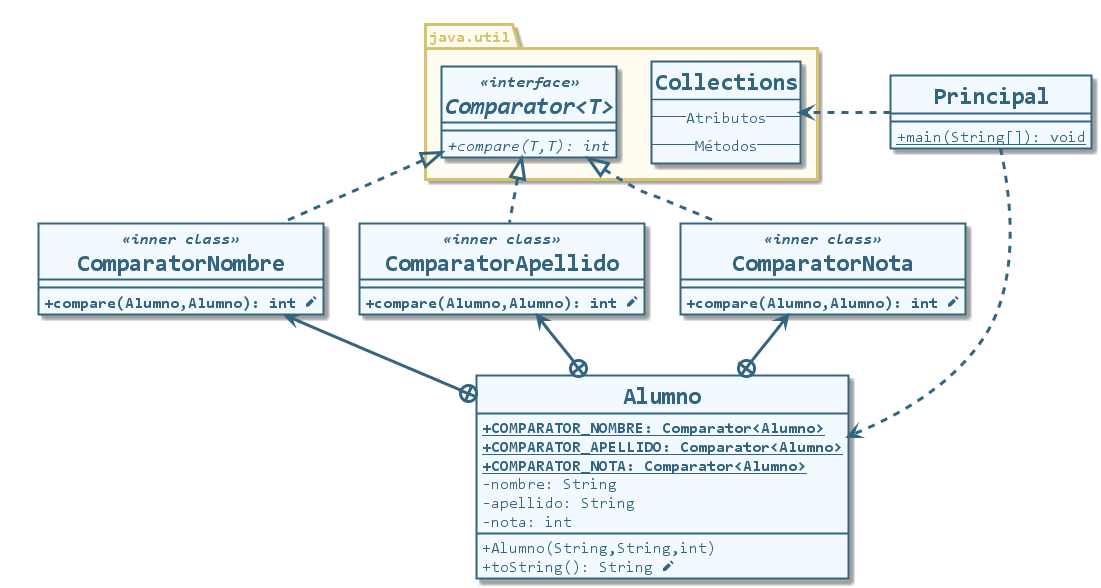 java.util
«interface»
Comparator<T>
+compare(T,T): int
Collections
Atributos
Métodos
Principal
+main(String[]): void
«inner class»
ComparatorNombre
+compare(Alumno,Alumno): int
«inner class»
ComparatorApellido
+compare(Alumno,Alumno): int
«inner class»
ComparatorNota
+compare(Alumno,Alumno): int
Alumno
+COMPARATOR_NOMBRE: Comparator<Alumno>
+COMPARATOR_APELLIDO: Comparator<Alumno>
+COMPARATOR_NOTA: Comparator<Alumno>
-nombre: String
-apellido: String
-nota: int
+Alumno(String,String,int)
+toString(): String